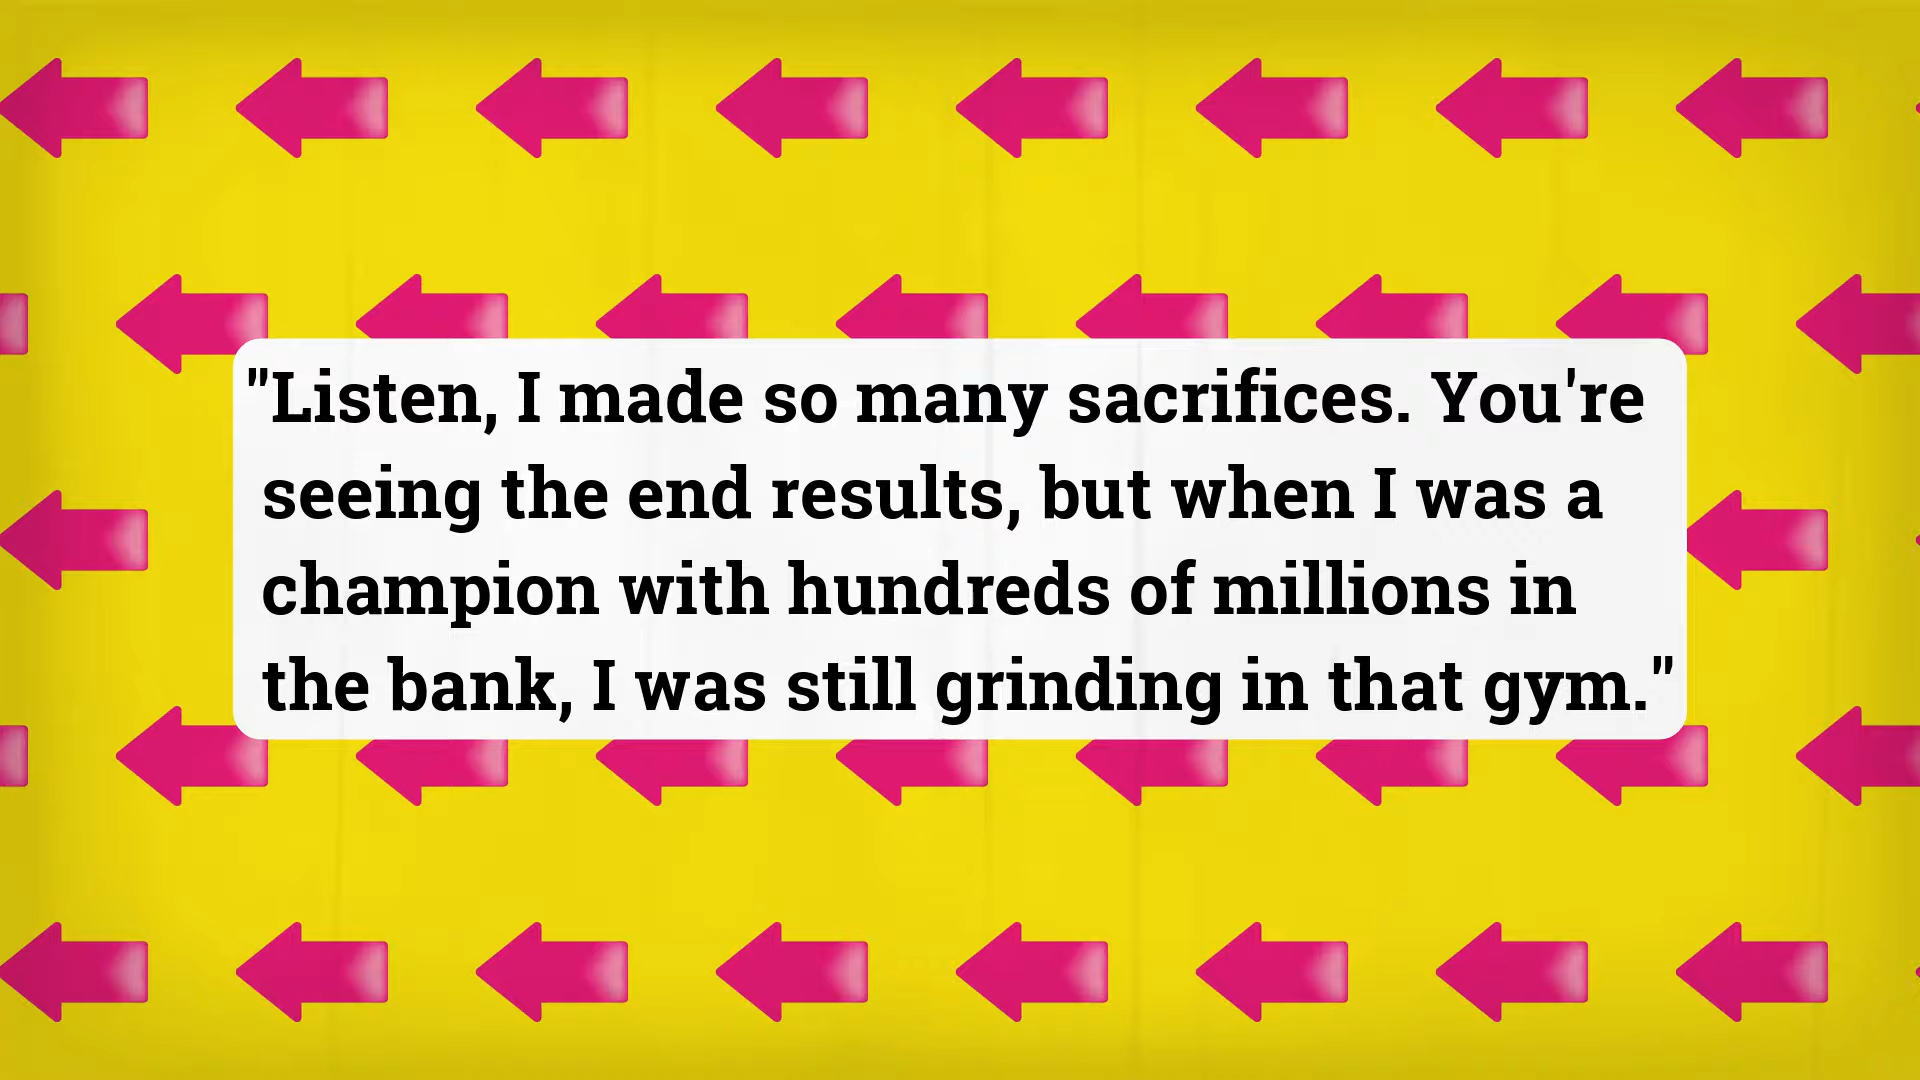 "Listen, I made so many sacrifices. You're
seeing the end results, but when I was a
champion with hundreds of millions in
the bank, I was still grinding in that gym."